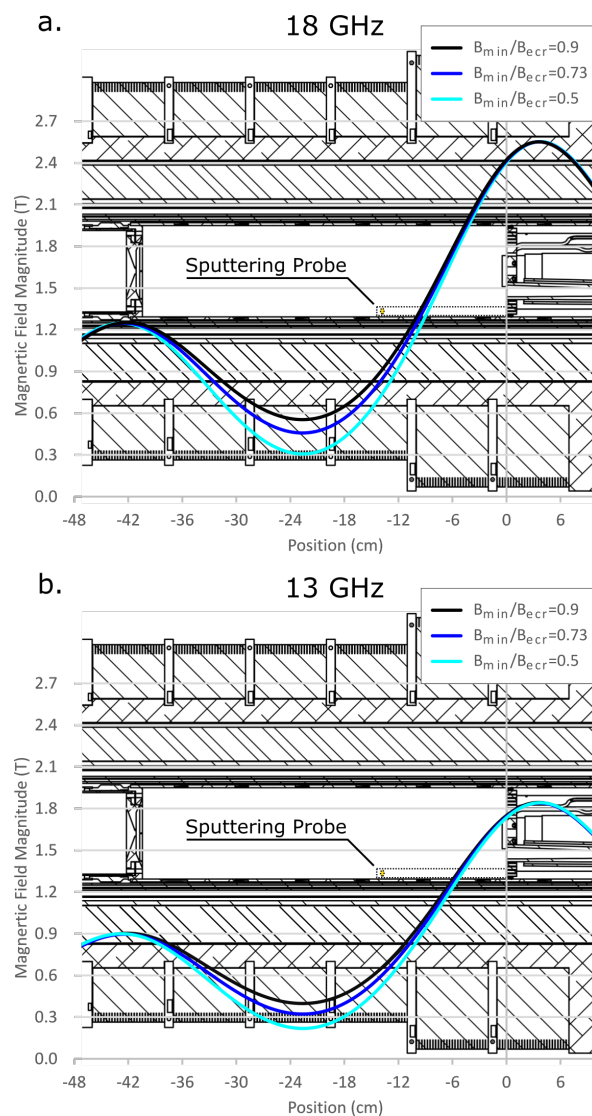 a.
18 GHz
Bmin/Becr=0.9
Bmin/Becr=0.73
Bmin/Becr=0.5
Magnertic Field Magnitude (T)
2.7
2.4
2.1
1.8
1.5
1.2
0.9
0.6
0.3
0.0
Sputtering Probe
-48 -42 -36 -30 -24 -18 -12 -6 0 6
Position (cm)
b.
13 GHz
Bmin/Becr=0.9
Bmin/Becr=0.73
Bmin/Becr=0.5
Magnertic Field Magnitude (T)
2.7
2.4
2.1
1.8
1.5
1.2
0.9
0.6
0.3
0.0
Sputtering Probe
-48 -42 -36 -30 -24 -18 -12 -6 0 6
Position (cm)